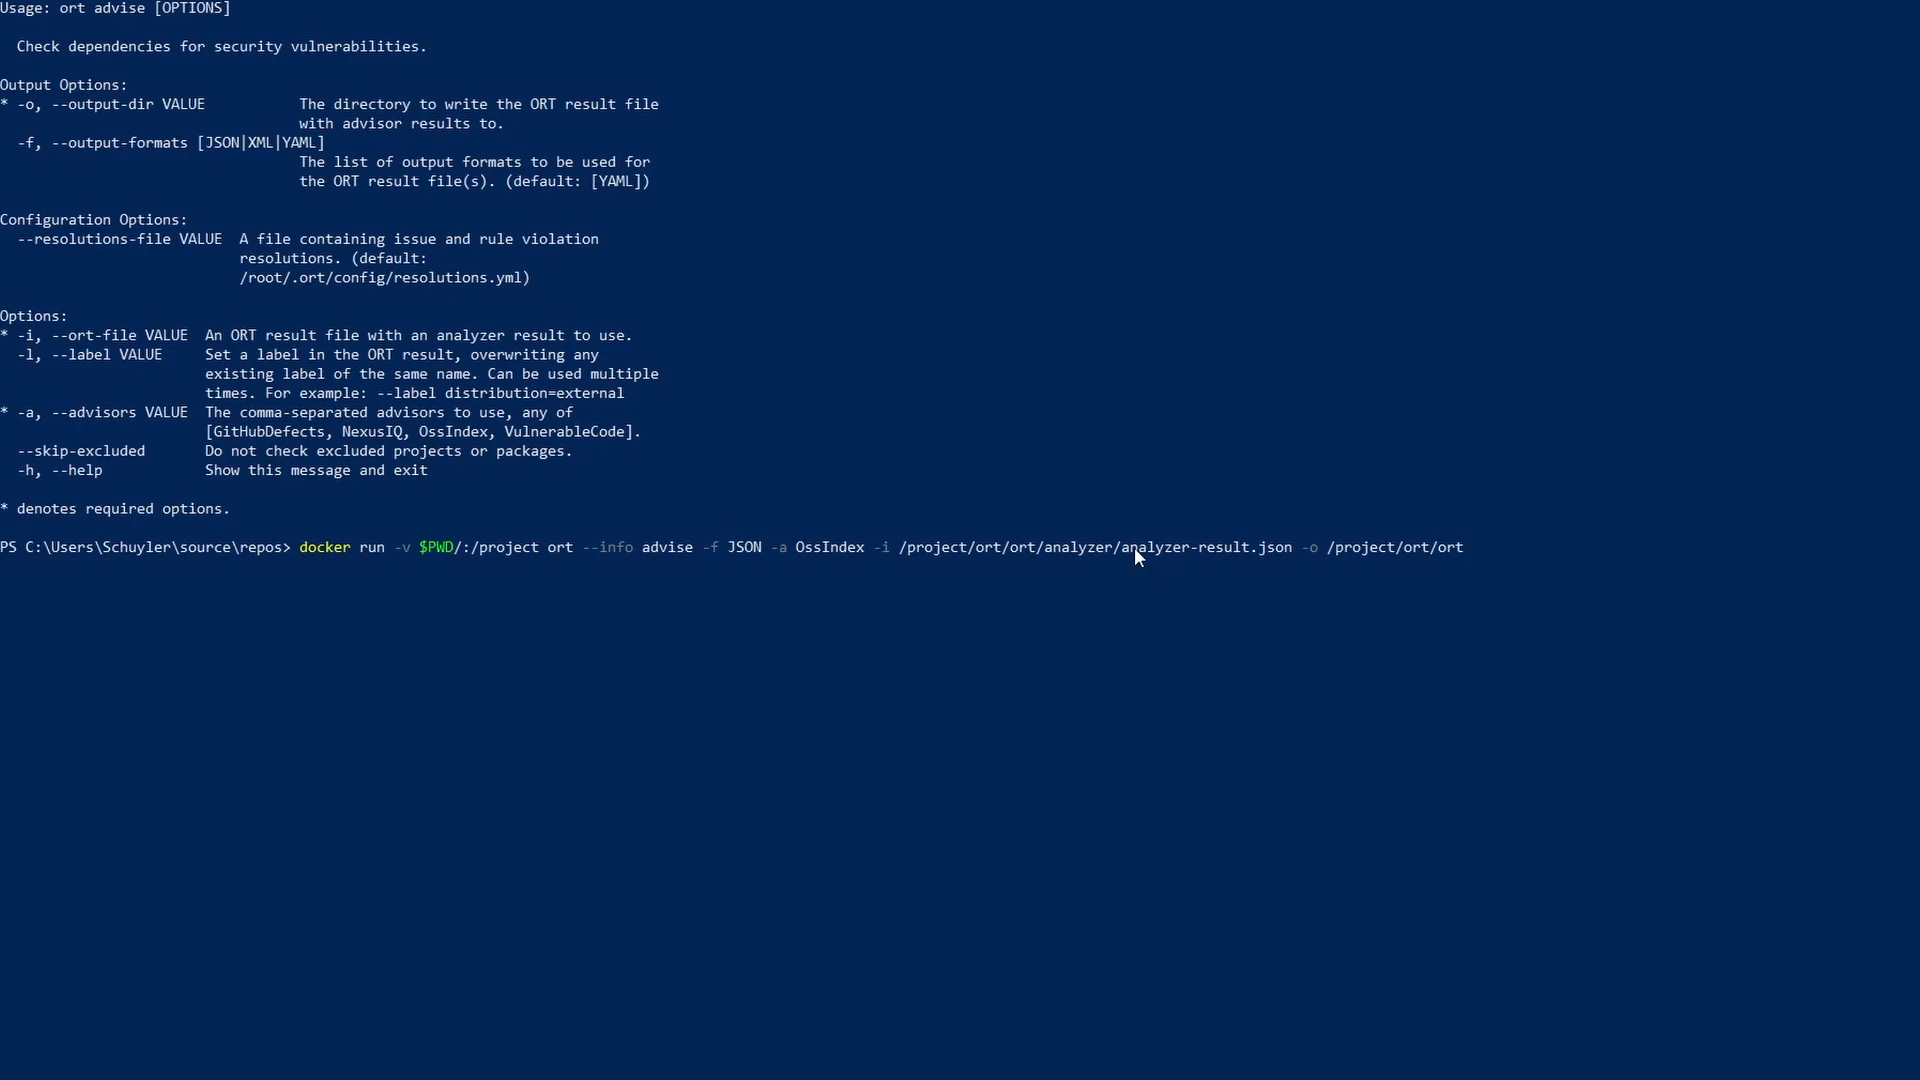 Usage: ort advise [OPTIONS]
Check dependencies for security vulnerabilities.
Output Options:
* -o, --output-dir VALUE The directory to write the ORT result file
with advisor results to.
-f, --output-formats [JSON|XML|YAML]
The list of output formats to be used for
the ORT result file(s). (default: [YAML])
Configuration Options:
--resolutions-file VALUE A file containing issue and rule violation
resolutions. (default:
/root/.ort/config/resolutions.yml)
Options:
* -i, --ort-file VALUE An ORT result file with an analyzer result to use.
-l, --label VALUE Set a label in the ORT result, overwriting any
existing label of the same name. Can be used multiple
times. For example: --label distribution=external
* -a, --advisors VALUE The comma-separated advisors to use, any of
[GitHubDefects, NexusIQ, OssIndex, VulnerableCode].
--skip-excluded Do not check excluded projects or packages.
-h, --help Show this message and exit
* denotes required options.
PS C:\Users\Schuyler\source\repos> docker run -v $PWD/:/project ort --info advise -f JSON -a OssIndex -i /project/ort/ort/analyzer/analyzer-result.json -o /project/ort/ort